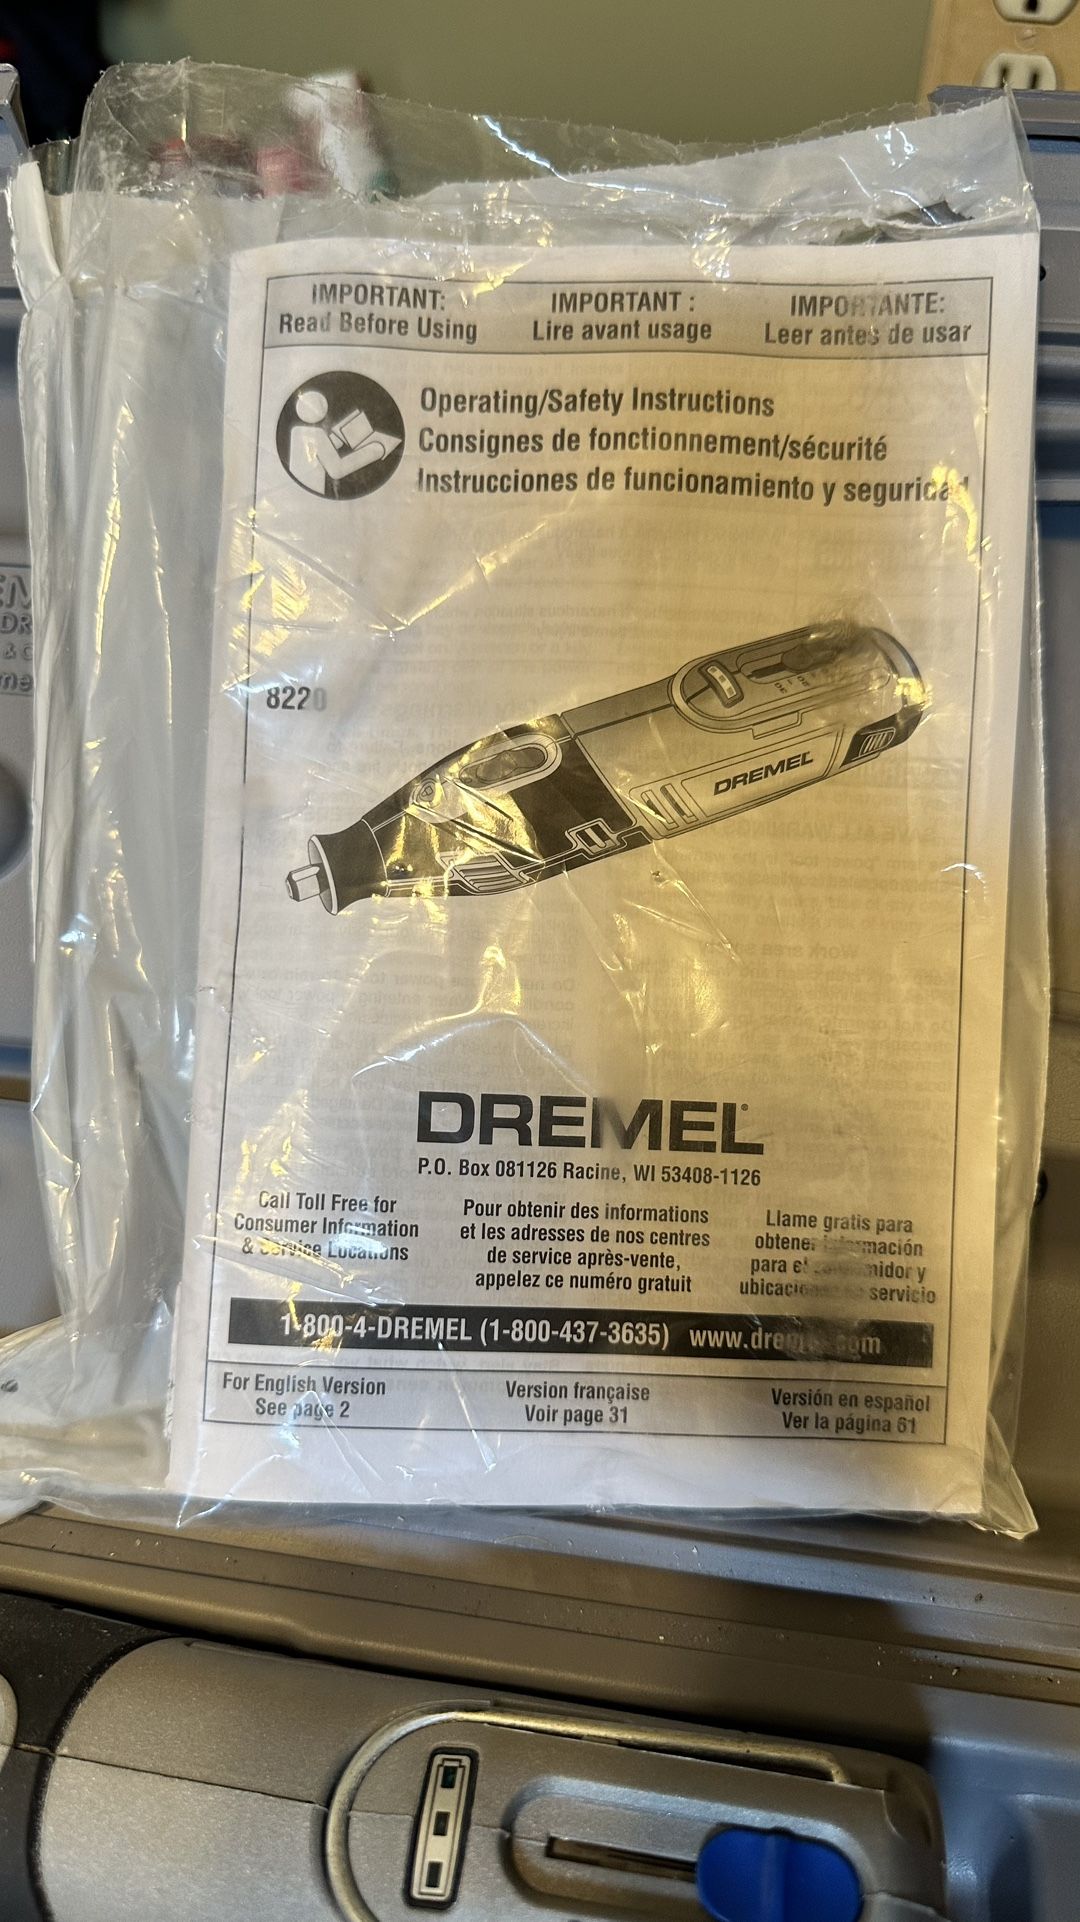 IMPORTANT:
Read Before Using
IMPORTANT :
Lire avant usage
IMPORTANTE:
Leer antes de usar
Operating/Safety Instructions
Consignes de fonctionnement/sécurité
Instrucciones de funcionamiento y seguridad
8220
DREMEL
DREMEL®
P.O. Box 081126 Racine, WI 53408-1126
Call Toll Free for
Consumer Information
& Service Locations
Pour obtenir des informations
et les adresses de nos centres
de service après-vente,
appelez ce numéro gratuit
Llame gratis para
obtener información
para el
y
servicio
1-800-4-DREMEL (1-800-437-3635) www.dremel.com
For English Version
See page 2
Version française
Voir page 31
Versión en español
Ver la página 61